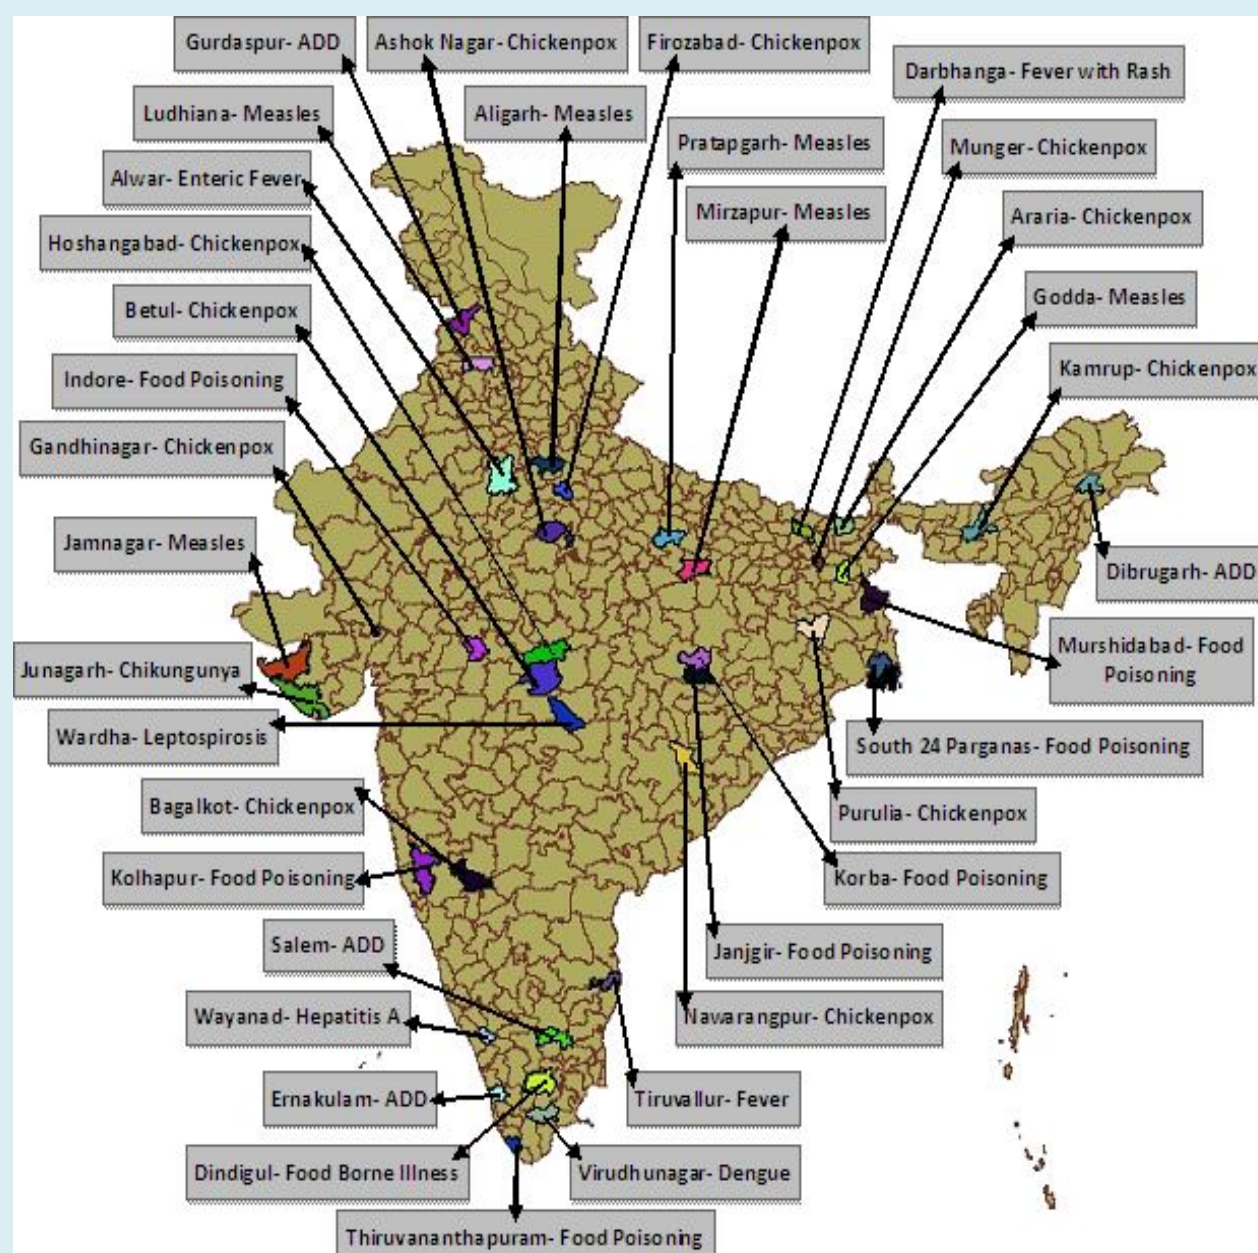 Gurdaspur- ADD
Ashok Nagar- Chickenpox
Firozabad- Chickenpox
Darbhanga- Fever with Rash
Ludhiana- Measles
Aligarh- Measles
Pratapgarh- Measles
Munger- Chickenpox
Alwar- Enteric Fever
Mirzapur- Measles
Araria- Chickenpox
Hoshangabad- Chickenpox
Godda- Measles
Betul- Chickenpox
Kamrup- Chickenpox
Indore- Food Poisoning
Gandhinagar- Chickenpox
Jamnagar- Measles
Dibrugarh- ADD
Junagarh- Chikungunya
Murshidabad- Food
Poisoning
Wardha- Leptospirosis
South 24 Parganas- Food Poisoning
Bagalkot- Chickenpox
Purulia- Chickenpox
Kolhapur- Food Poisoning
Korba- Food Poisoning
Salem- ADD
Janjgir- Food Poisoning
Wayanad- Hepatitis A
Nawarangpur- Chickenpox
Ernakulam- ADD
Tiruvallur- Fever
Dindigul- Food Borne Illness
Virudhunagar- Dengue
Thiruvananthapuram- Food Poisoning